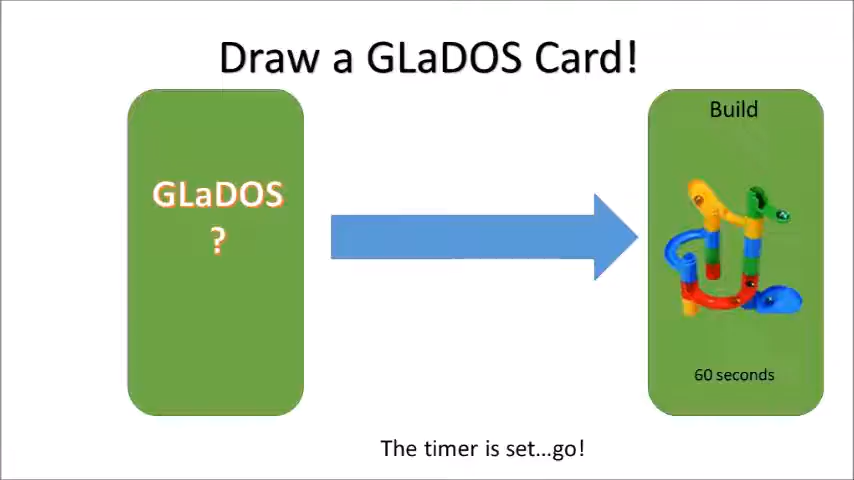 Draw a GLaDOS Card!
GLaDOS
?
Build
60 seconds
The timer is set...go!